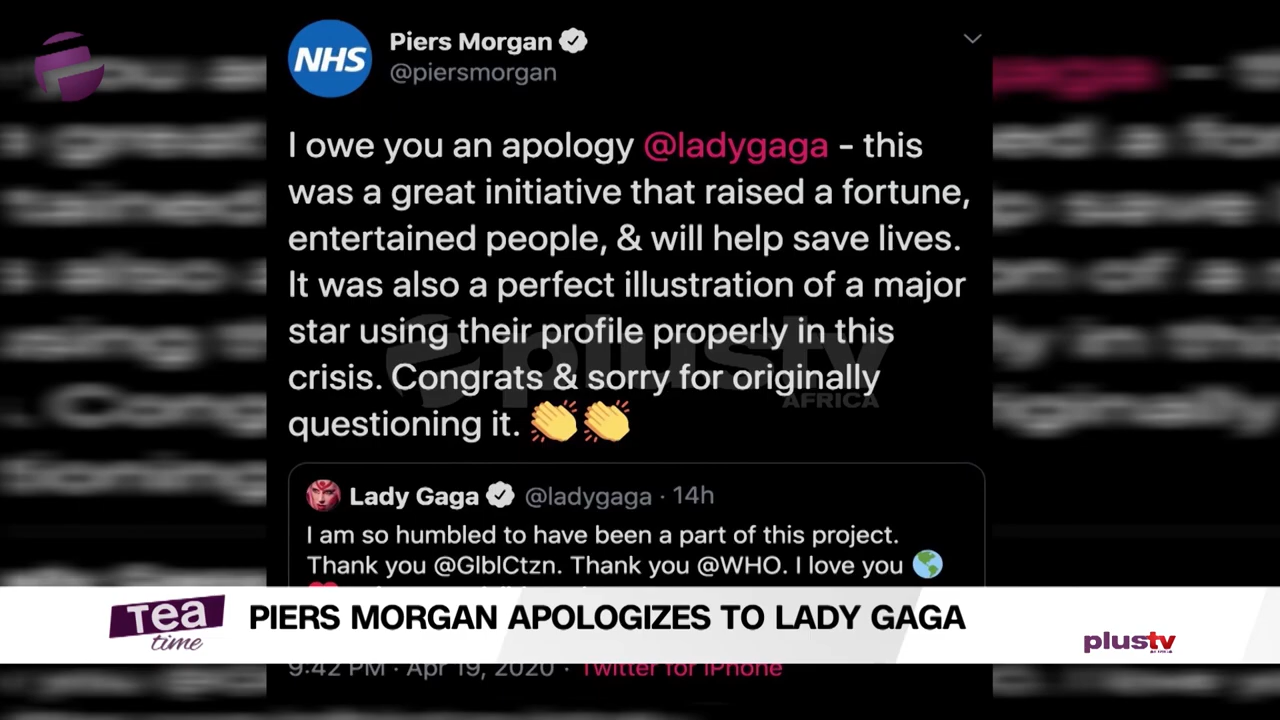 NHS
Piers Morgan
@piersmorgan
I owe you an apology @ladygaga - this
was a great initiative that raised a fortune,
entertained people, & will help save lives.
It was also a perfect illustration of a major
star using their profile properly in this
crisis. Congrats & sorry for originally
questioning it. 👏👏
plustv
AFRICA
Lady Gaga @ladygaga · 14h
I am so humbled to have been a part of this project.
Thank you @GlblCtzn. Thank you @WHO. I love you 🌎
Tea
time
PIERS MORGAN APOLOGIZES TO LADY GAGA
plustv
9:42 PM · Apr 19, 2020 · Twitter for iPhone